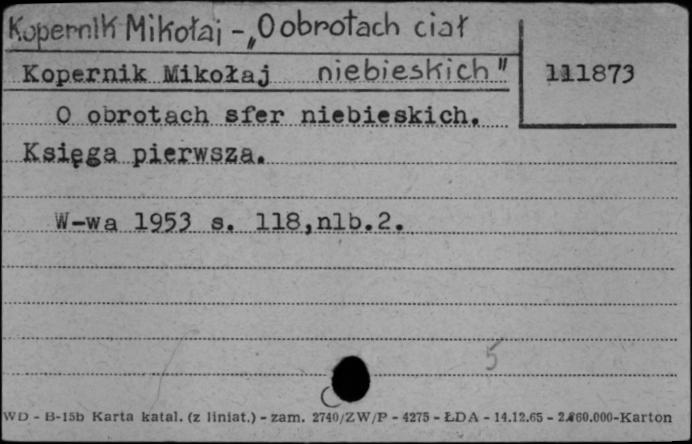 Kopernik Mikołaj - „O obrotach ciał
niebieskich"
Kopernik Mikołaj
111873
O obrotach sfer niebieskich.
Księga pierwsza.
W-wa 1953 s. 118,nlb.2.
5
WD - B-15b Karta katal. (z liniat.) - zam. 2740/ZW/P - 4275 - ŁDA - 14.12.65 - 2.860.000-Karton